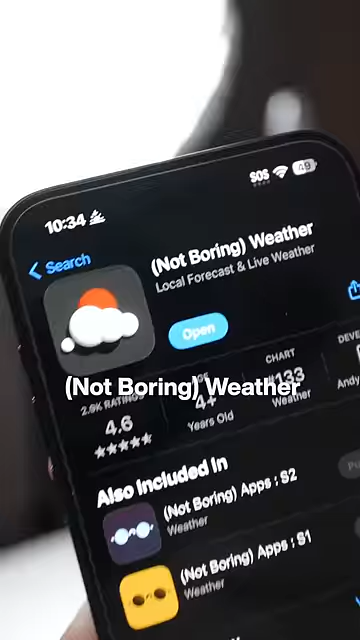 10:34
SOS
49
Search
(Not Boring) Weather
Local Forecast & Live Weather
Open
(Not Boring) Weather
2.9K RATINGS
4.6
★★★★★
4+
Years Old
CHART
#133
Weather
Andy
Also Included In
(Not Boring) Apps : S2
Weather
(Not Boring) Apps : S1
Weather